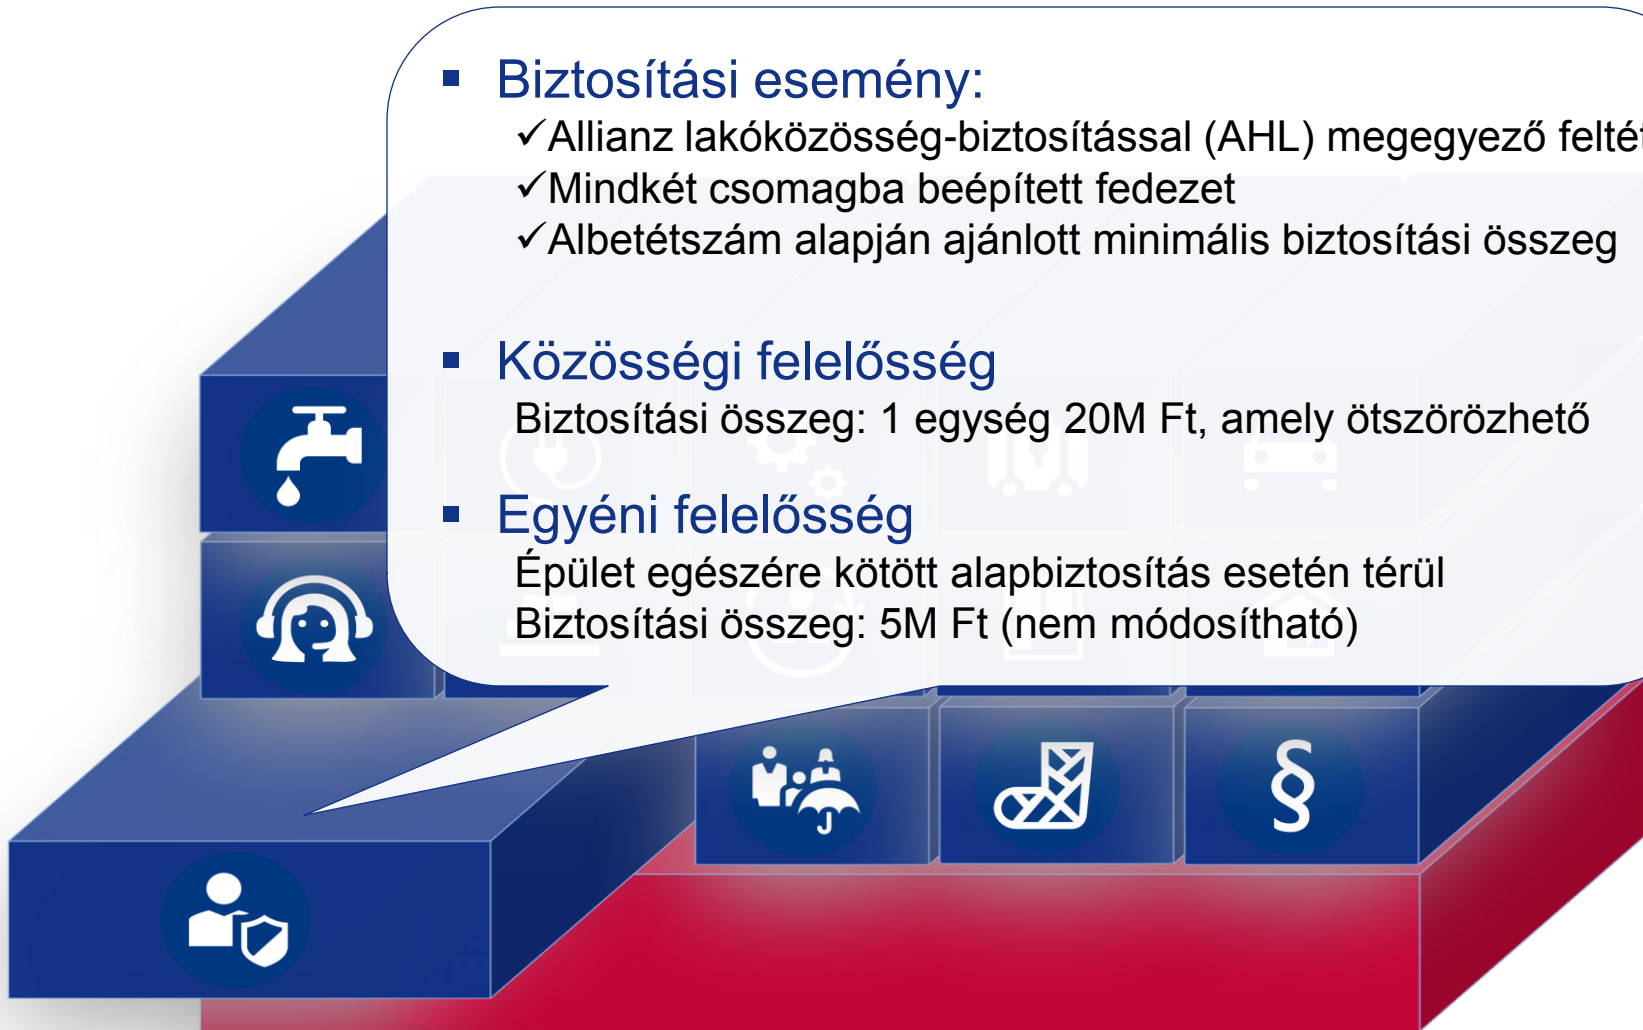 Biztosítási esemény:
Allianz lakóközösség-biztosítással (AHL) megegyező
Mindkét csomagba beépített fedezet
Albetétszám alapján ajánlott minimális biztosítási összeg
Közösségi felelősség
Biztosítási összeg: 1 egység 20M Ft, amely ötszörözhető
Egyéni felelősség
Épület egészére kötött alapbiztosítás esetén térül
Biztosítási összeg: 5M Ft (nem módosítható)
§